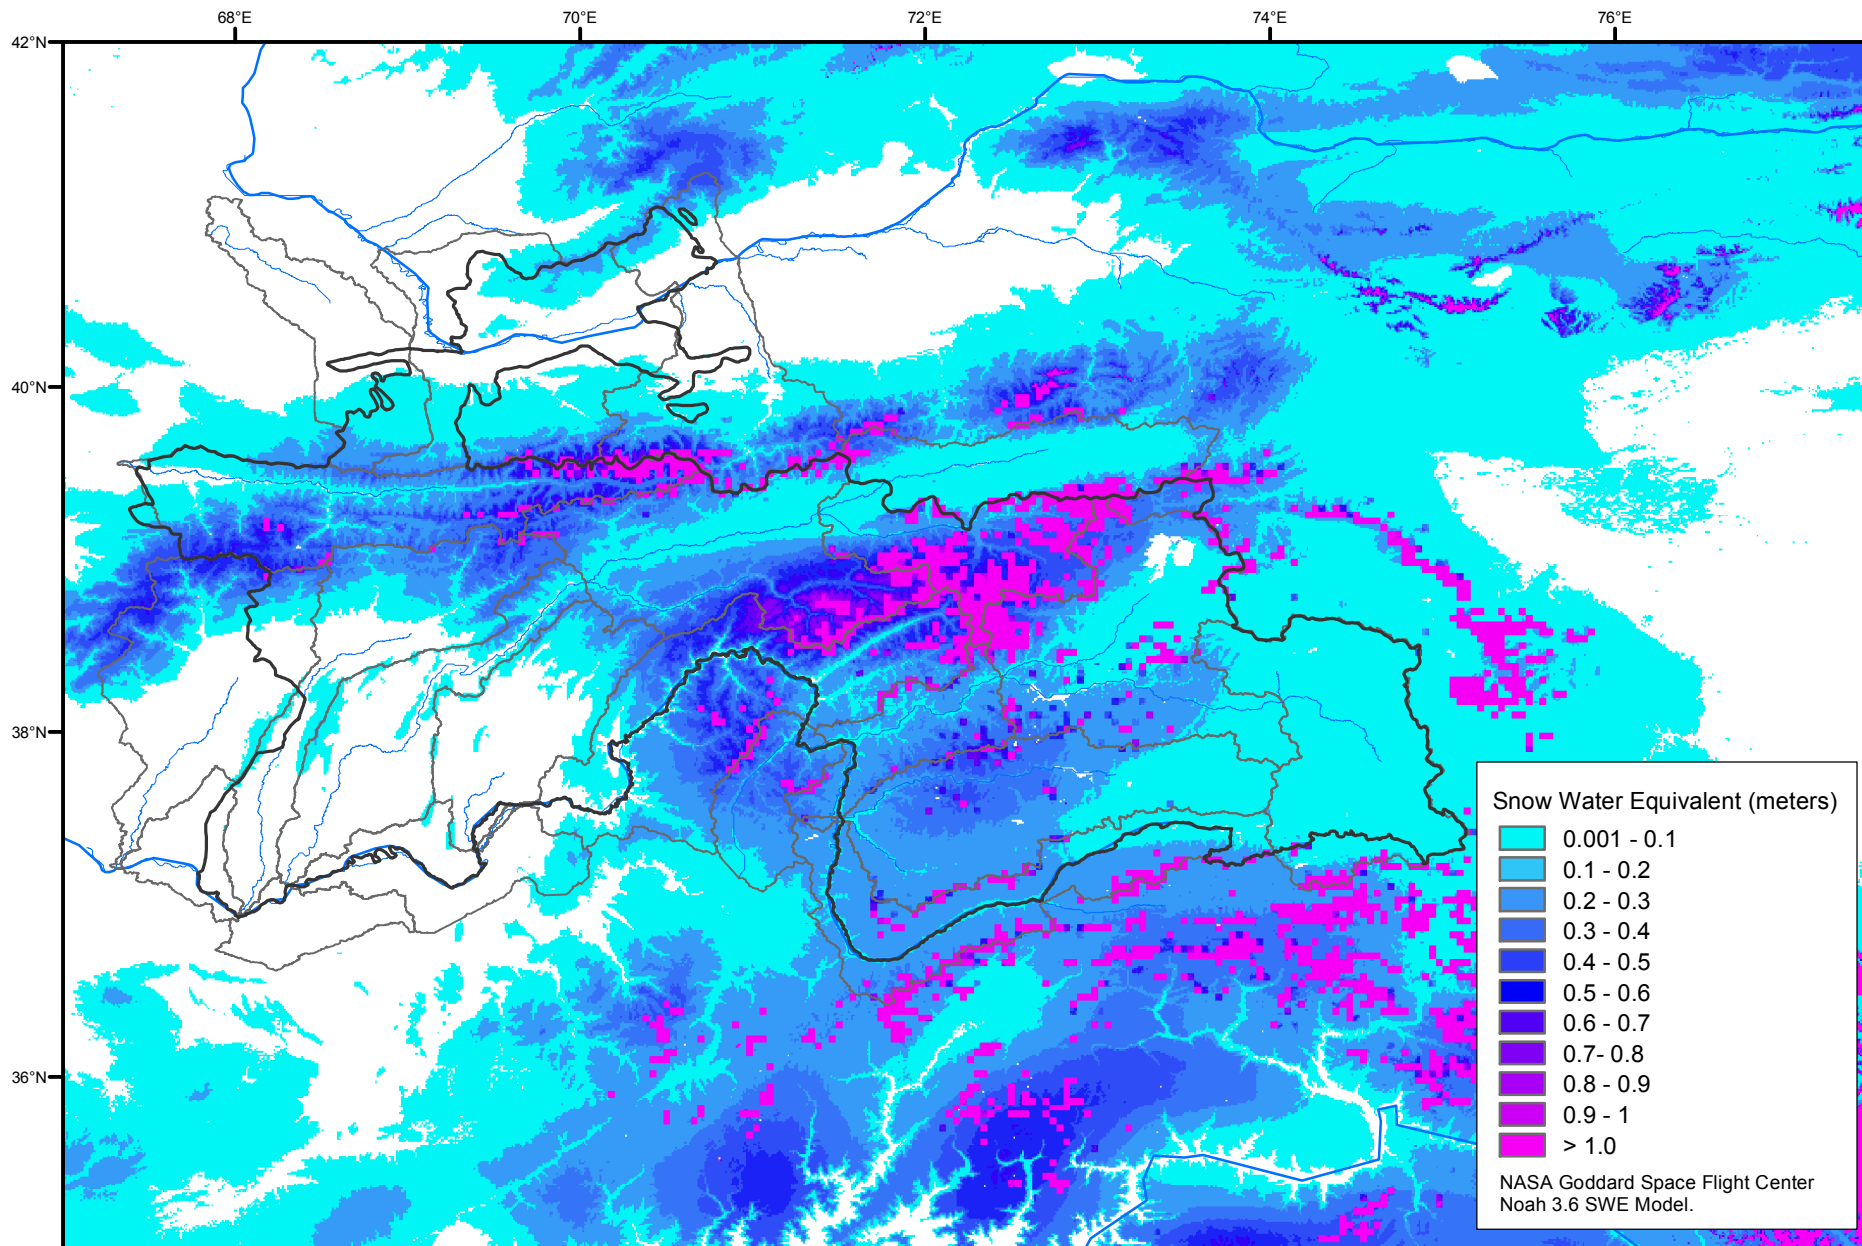 68°E
70°E
72°E
74°E
76°E
42°N
40°N
38°N
36°N
Snow Water Equivalent (meters)
0.001 - 0.1
0.1 - 0.2
0.2 - 0.3
0.3 - 0.4
0.4 - 0.5
0.5 - 0.6
0.6 - 0.7
0.7- 0.8
0.8 - 0.9
0.9 - 1
> 1.0
NASA Goddard Space Flight Center
Noah 3.6 SWE Model.